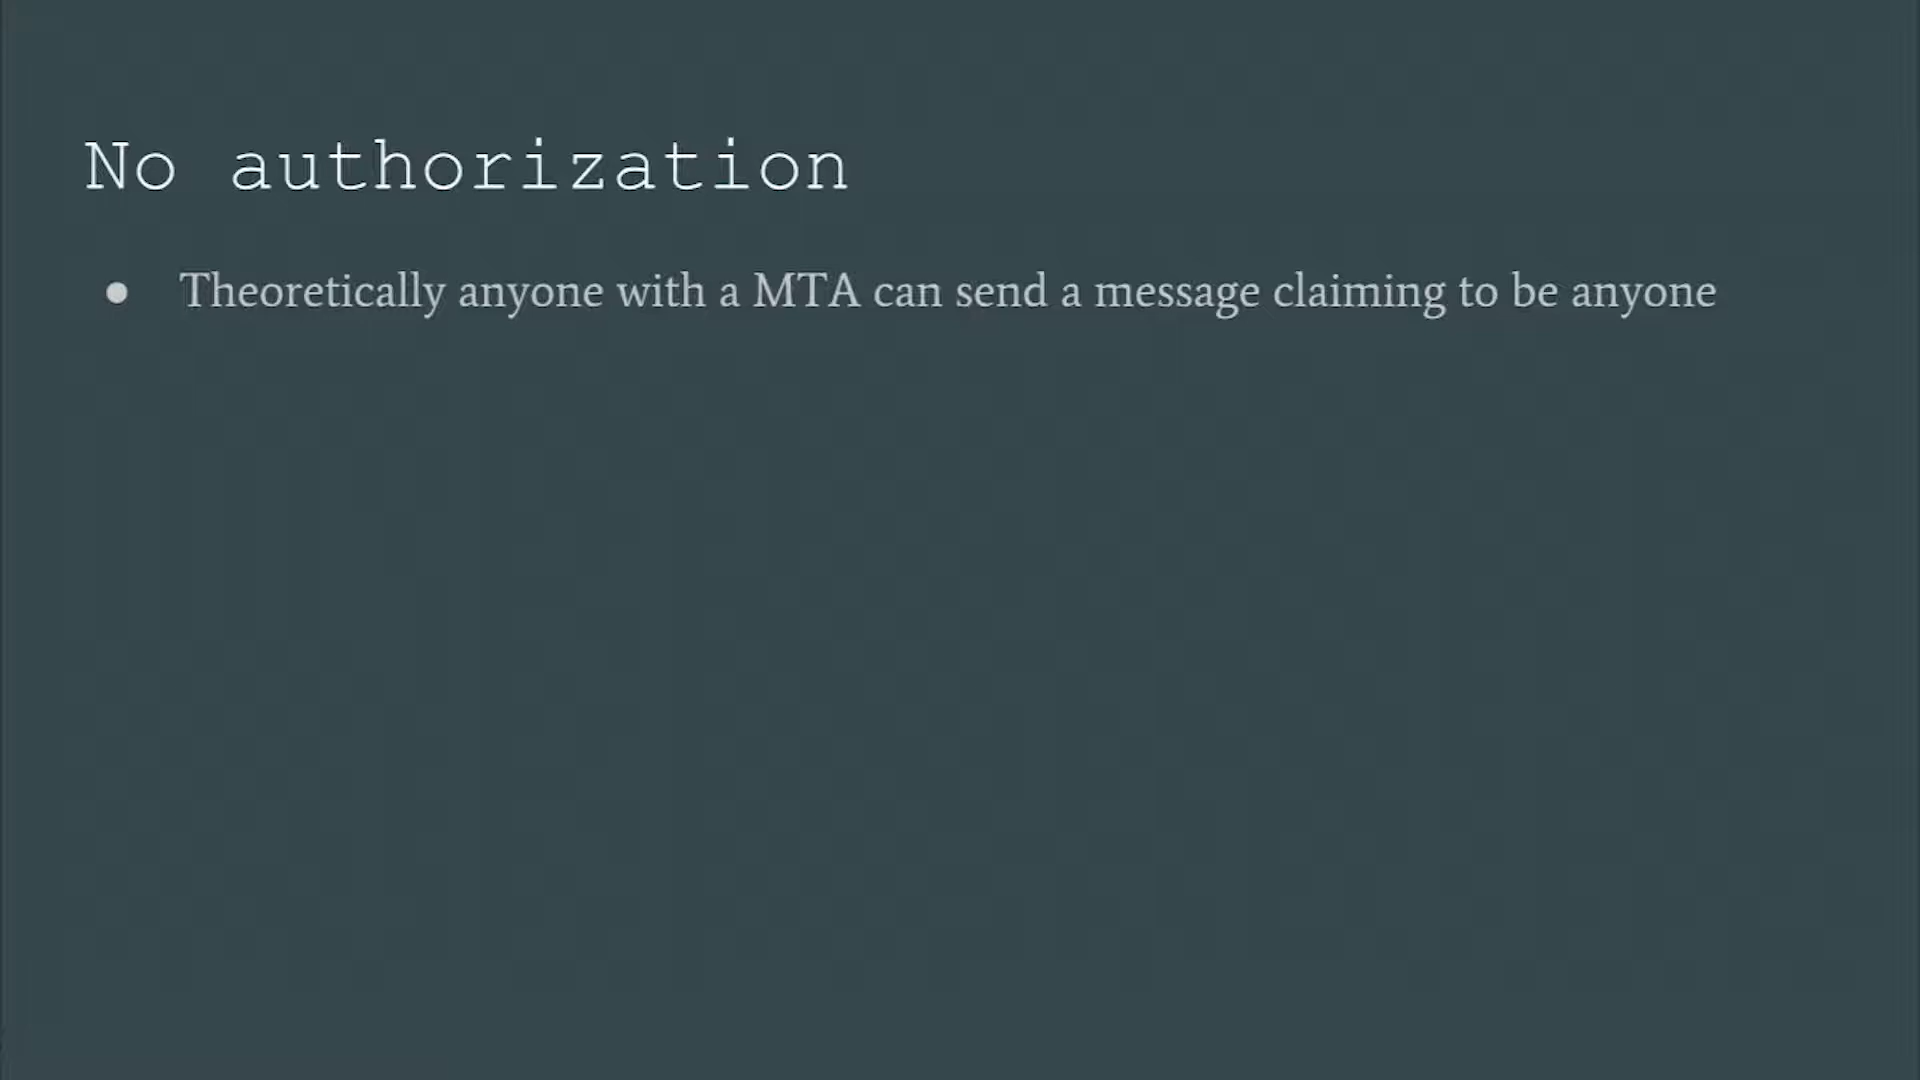 No authorization
● Theoretically anyone with a MTA can send a message claiming to be anyone